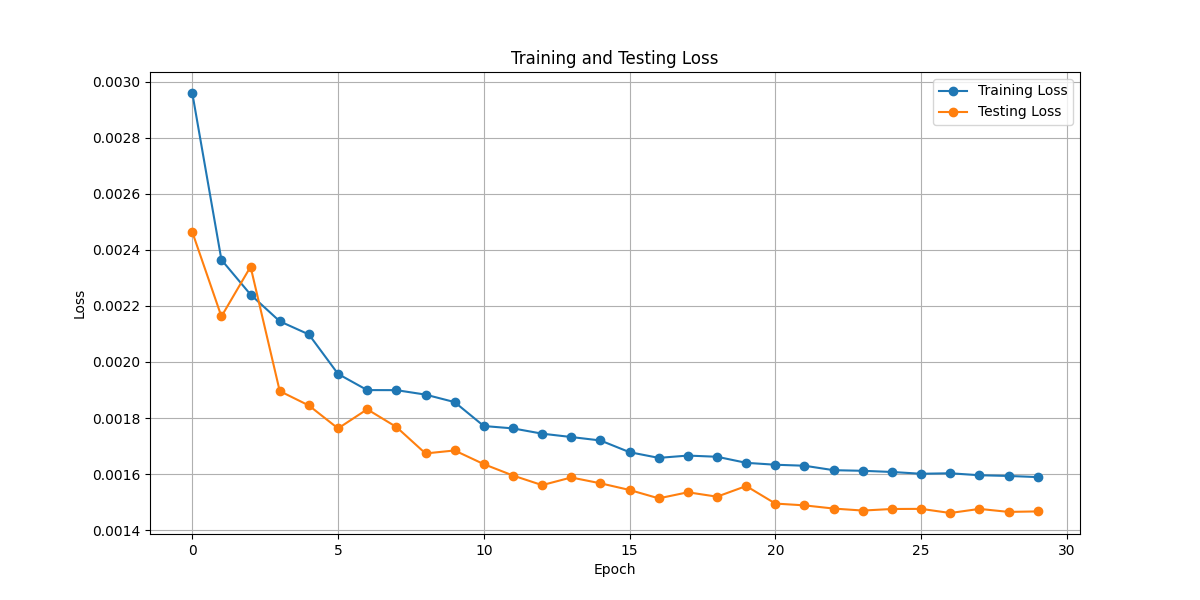 Training and Testing Loss
0.0030
0.0028
0.0026
0.0024
0.0022
0.0020
0.0018
0.0016
0.0014
Loss
Training Loss
Testing Loss
0 5 10 15 20 25 30
Epoch